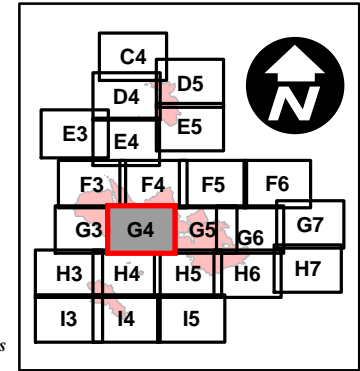 C4
D4 D5
E3 E4 E5
N
F3 F4 F5 F6
G3 G4 G5 G6 G7
H3 H4 H5 H6 H7
I3 I4 I5
s